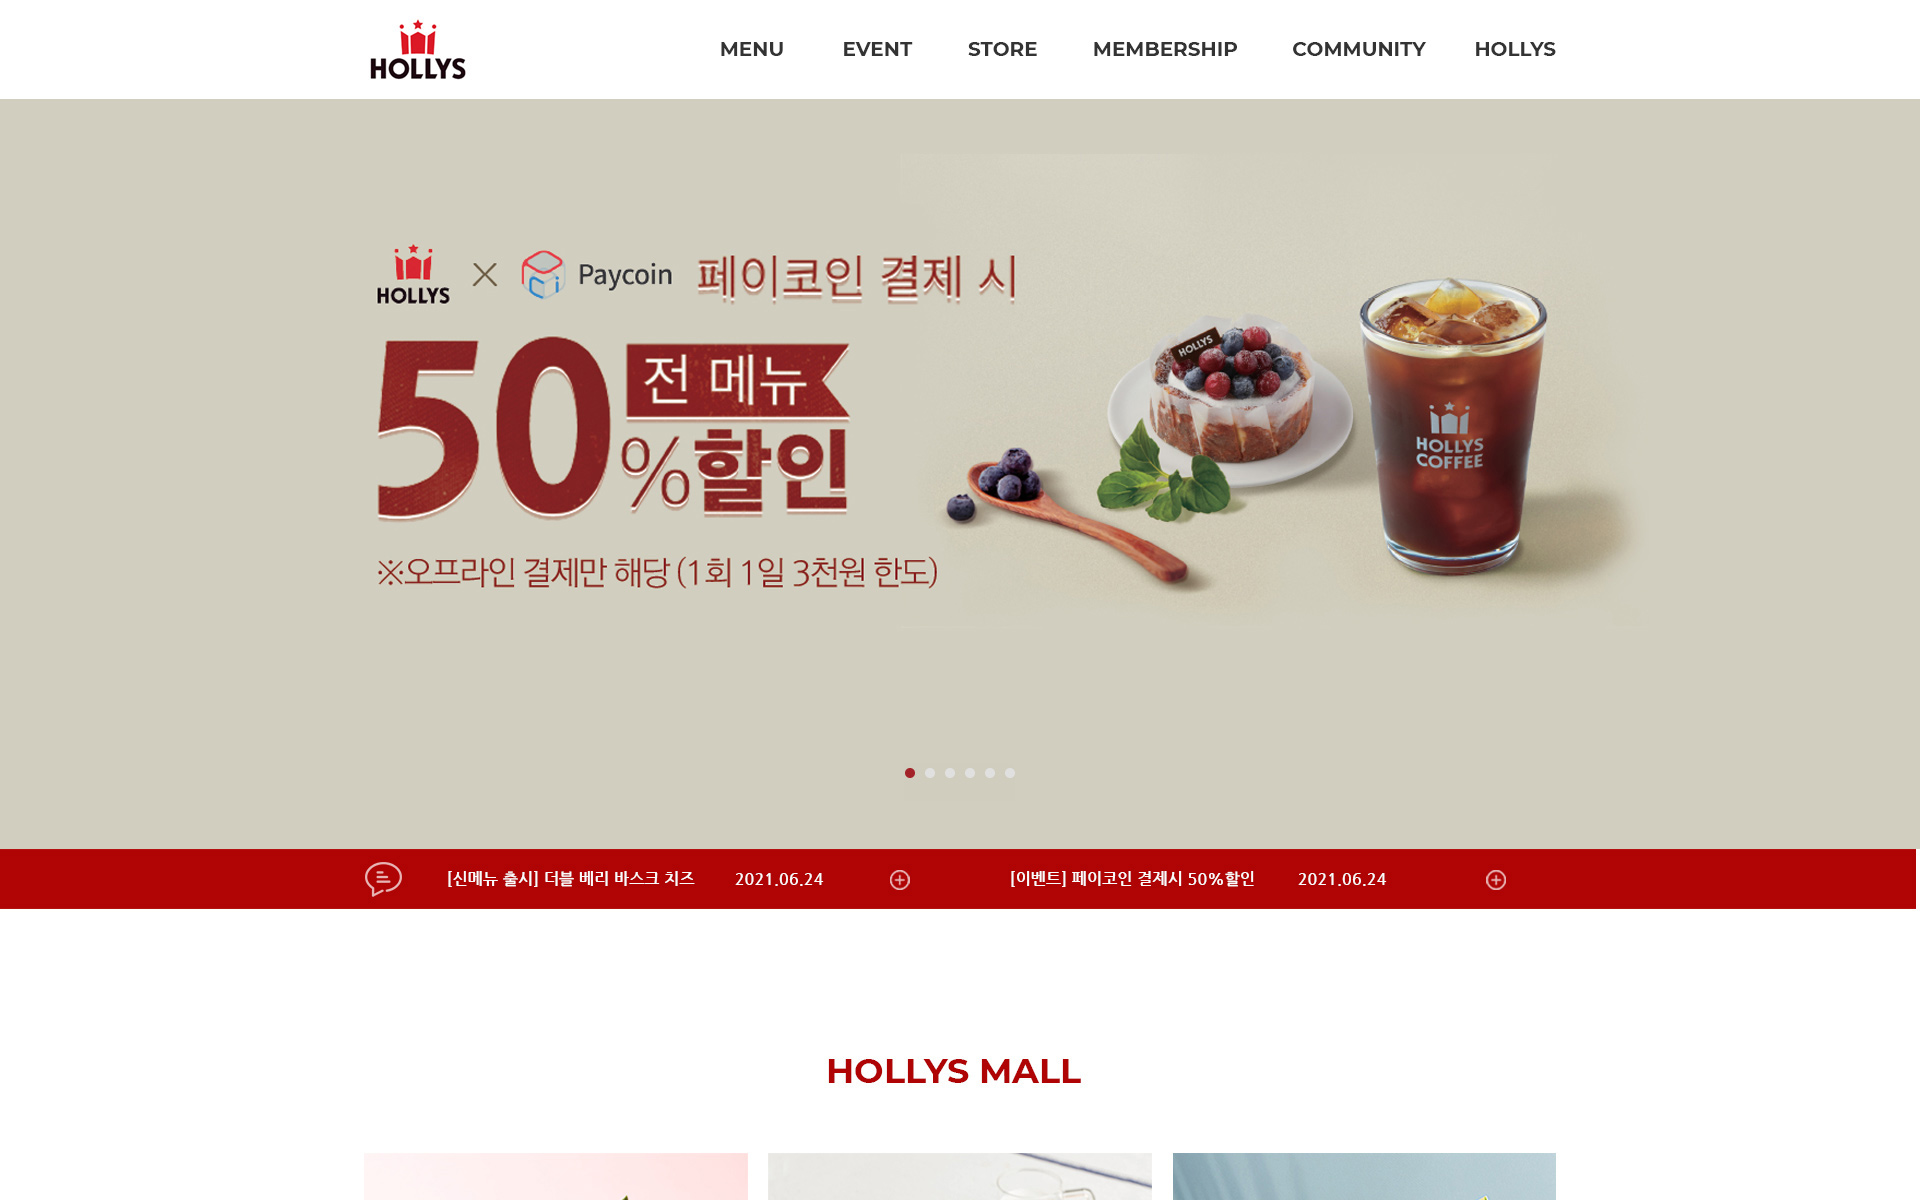 HOLLYS
MENU EVENT STORE MEMBERSHIP COMMUNITY HOLLYS
HOLLYS × Paycoin 페이코인 결제 시
50% 전 메뉴 할인
※오프라인 결제만 해당 (1회 1일 3천원 한도)
HOLLYS
HOLLYS
COFFEE
[신메뉴 출시] 더블 베리 바스크 치즈 2021.06.24 [이벤트] 페이코인 결제시 50%할인 2021.06.24
HOLLYS MALL